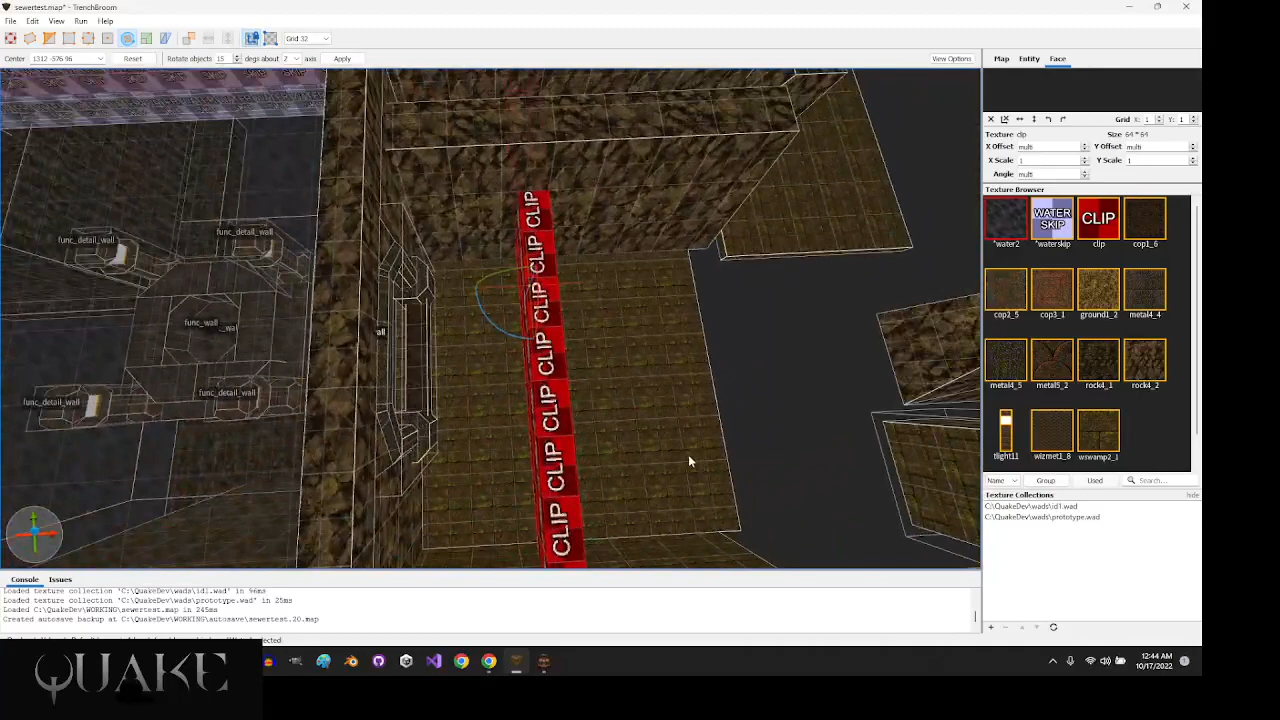 sewertest.map* - TrenchBroom
File Edit View Run Help
Grid 32
Center 1312 -576 96 Reset Rotate objects 15 degs about Z axis Apply View Options
Map Entity Face
Grid X: 1 Y: 1
Texture clip Size 64 * 64
X Offset multi Y Offset multi
X Scale 1 Y Scale 1
Angle multi
Texture Browser
WATER SKIP
CLIP
*water2 *waterskip clip cop1_6
cop2_5 cop3_1 ground1_2 metal4_4
metal4_5 metal5_2 rock4_1 rock4_2
tlight11 wizmet1_8 wswamp2_1
Name Group Used Search...
Texture Collections hide
C:\QuakeDev\wads\id1.wad
C:\QuakeDev\wads\prototype.wad
func_detail_wall
func_detail_wall
func_wall
func_detail_wall
func_detail_wall
all
CLIP
CLIP
CLIP
CLIP
CLIP
CLIP
CLIP
Console Issues
Loaded texture collection 'C:\QuakeDev\wads\id1.wad' in 96ms
Loaded texture collection 'C:\QuakeDev\wads\prototype.wad' in 25ms
Loaded C:\QuakeDev\WORKING\sewertest.map in 245ms
Created autosave backup at C:\QuakeDev\WORKING\autosave\sewertest.20.map
QUAKE
12:44 AM
10/17/2022